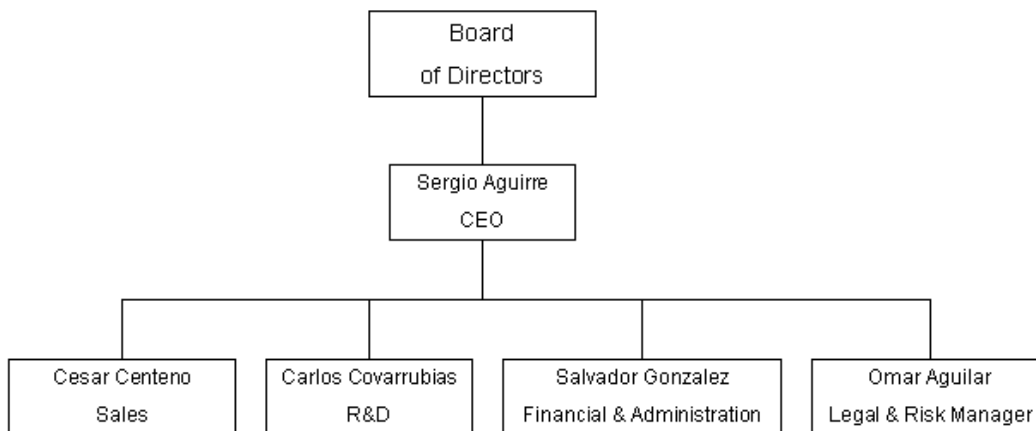 Board
of Directors
Sergio Aguirre
CEO
Cesar Centeno
Sales
Carlos Covarrubias
R&D
Salvador Gonzalez
Financial & Administration
Omar Aguilar
Legal & Risk Manager